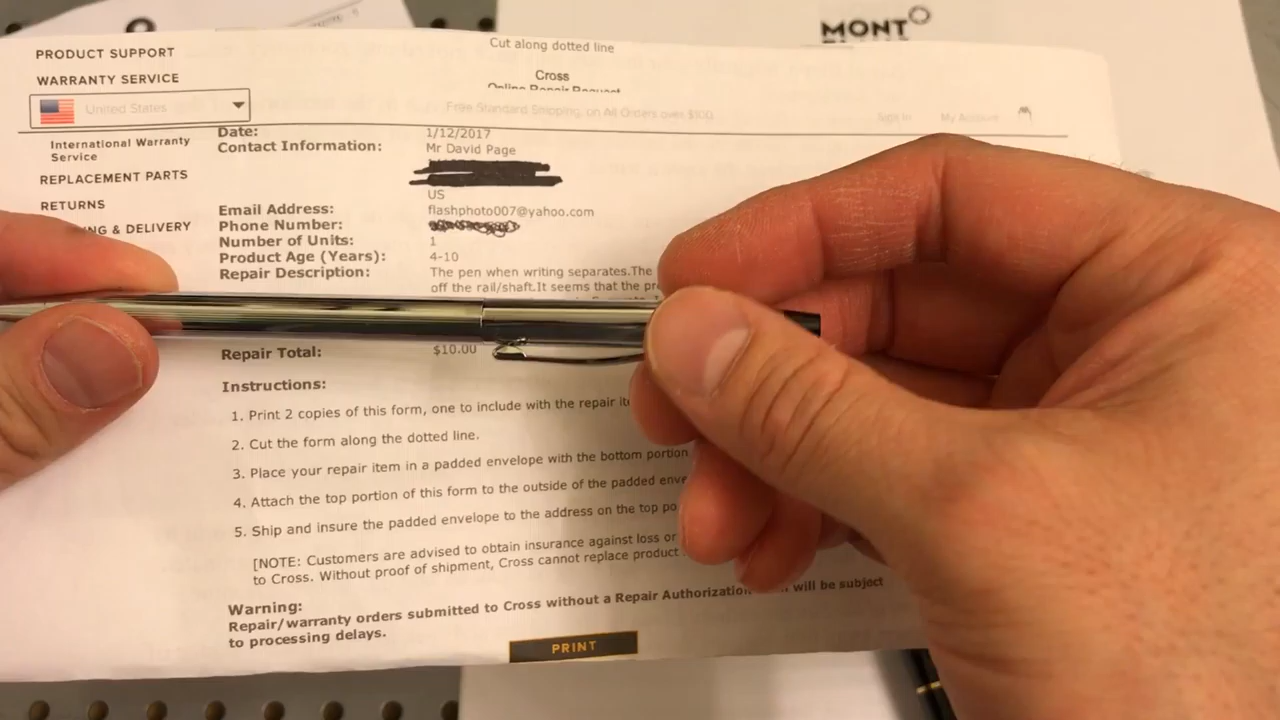 MONT
PRODUCT SUPPORT
WARRANTY SERVICE
United States
International Warranty
Service
REPLACEMENT PARTS
RETURNS
NG & DELIVERY
Cut along dotted line
Cross
Online Repair Request
Free Standard Shipping on All Orders over $100
Sign In My Account
Date: 1/12/2017
Contact Information: Mr David Page
US
Email Address: flashphoto007@yahoo.com
Phone Number:
Number of Units: 1
Product Age (Years): 4-10
Repair Description: The pen when writing separates.The
off the rail/shaft.It seems that the pr
Repair Total: $10.00
Instructions:
1. Print 2 copies of this form, one to include with the repair it
2. Cut the form along the dotted line.
3. Place your repair item in a padded envelope with the bottom portion
4. Attach the top portion of this form to the outside of the padded enve
5. Ship and insure the padded envelope to the address on the top po
[NOTE: Customers are advised to obtain insurance against loss or
to Cross. Without proof of shipment, Cross cannot replace product
Warning:
Repair/warranty orders submitted to Cross without a Repair Authorization will be subject
to processing delays.
PRINT